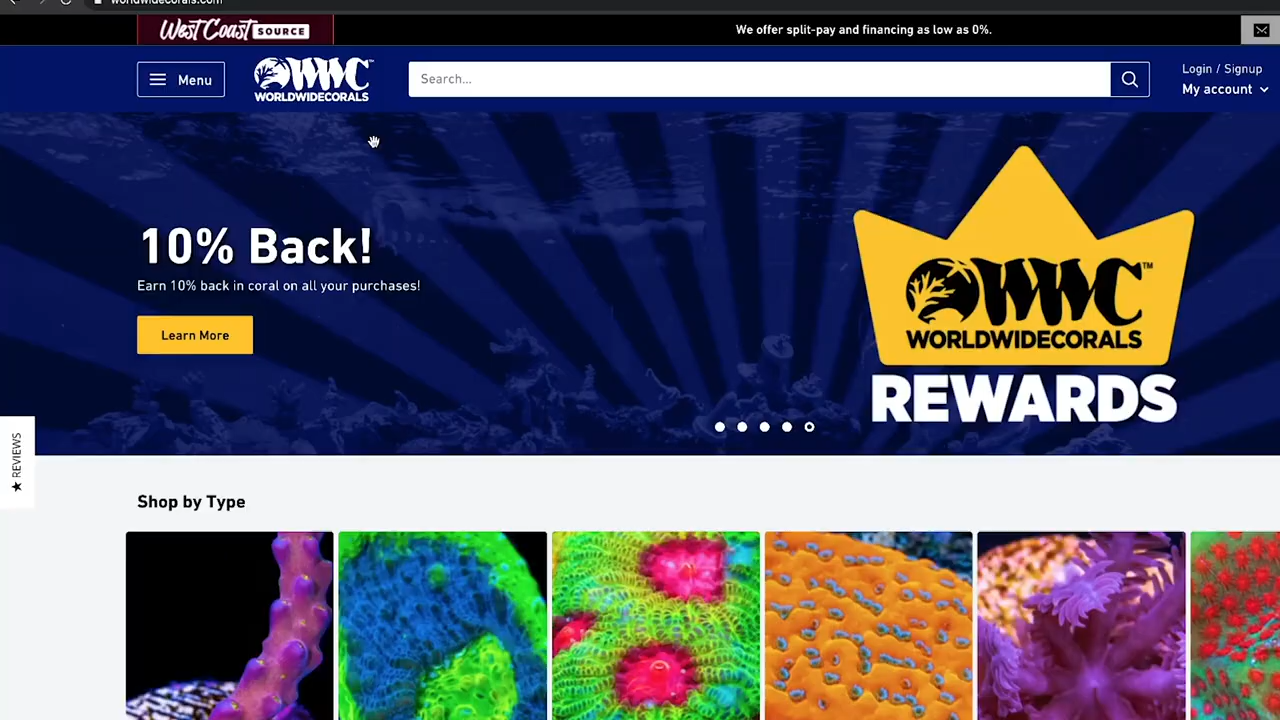 worldwidecorals.com
West Coast SOURCE
We offer split-pay and financing as low as 0%.
Menu
WWC™
WORLDWIDECORALS
Search...
Login / Signup
My account
10% Back!
Earn 10% back in coral on all your purchases!
Learn More
WWC™
WORLDWIDECORALS
REWARDS
★ REVIEWS
Shop by Type